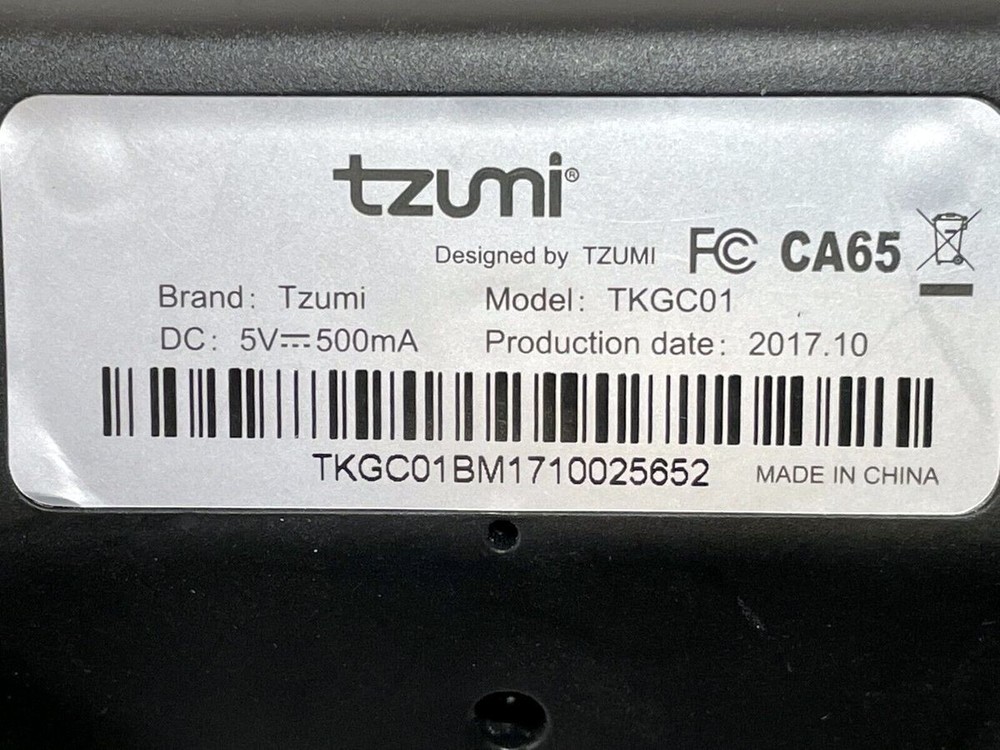 tzumi®
Designed by TZUMI FC CA65
Brand: Tzumi Model: TKGC01
DC: 5V⎓500mA Production date: 2017.10
TKGC01BM1710025652 MADE IN CHINA